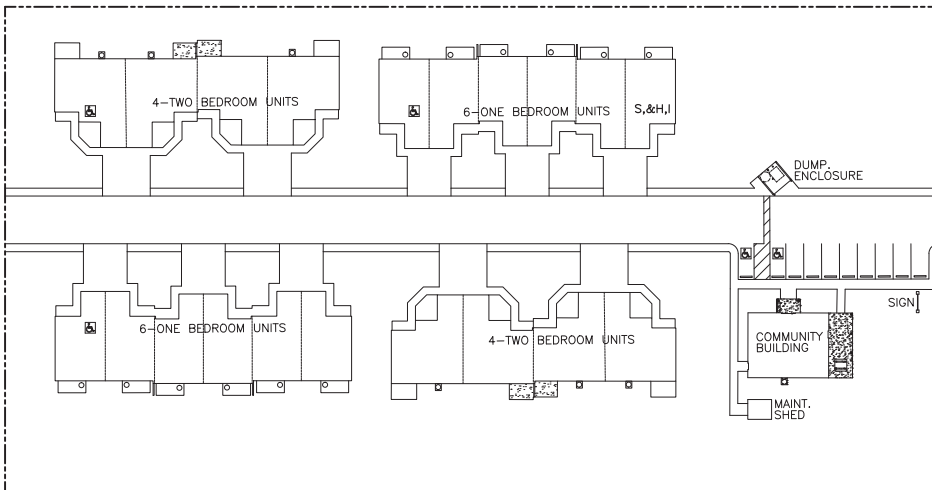 4-TWO BEDROOM UNITS
6-ONE BEDROOM UNITS
S,&H,I
DUMP.
ENCLOSURE
6-ONE BEDROOM UNITS
4-TWO BEDROOM UNITS
SIGN
COMMUNITY
BUILDING
MAINT.
SHED